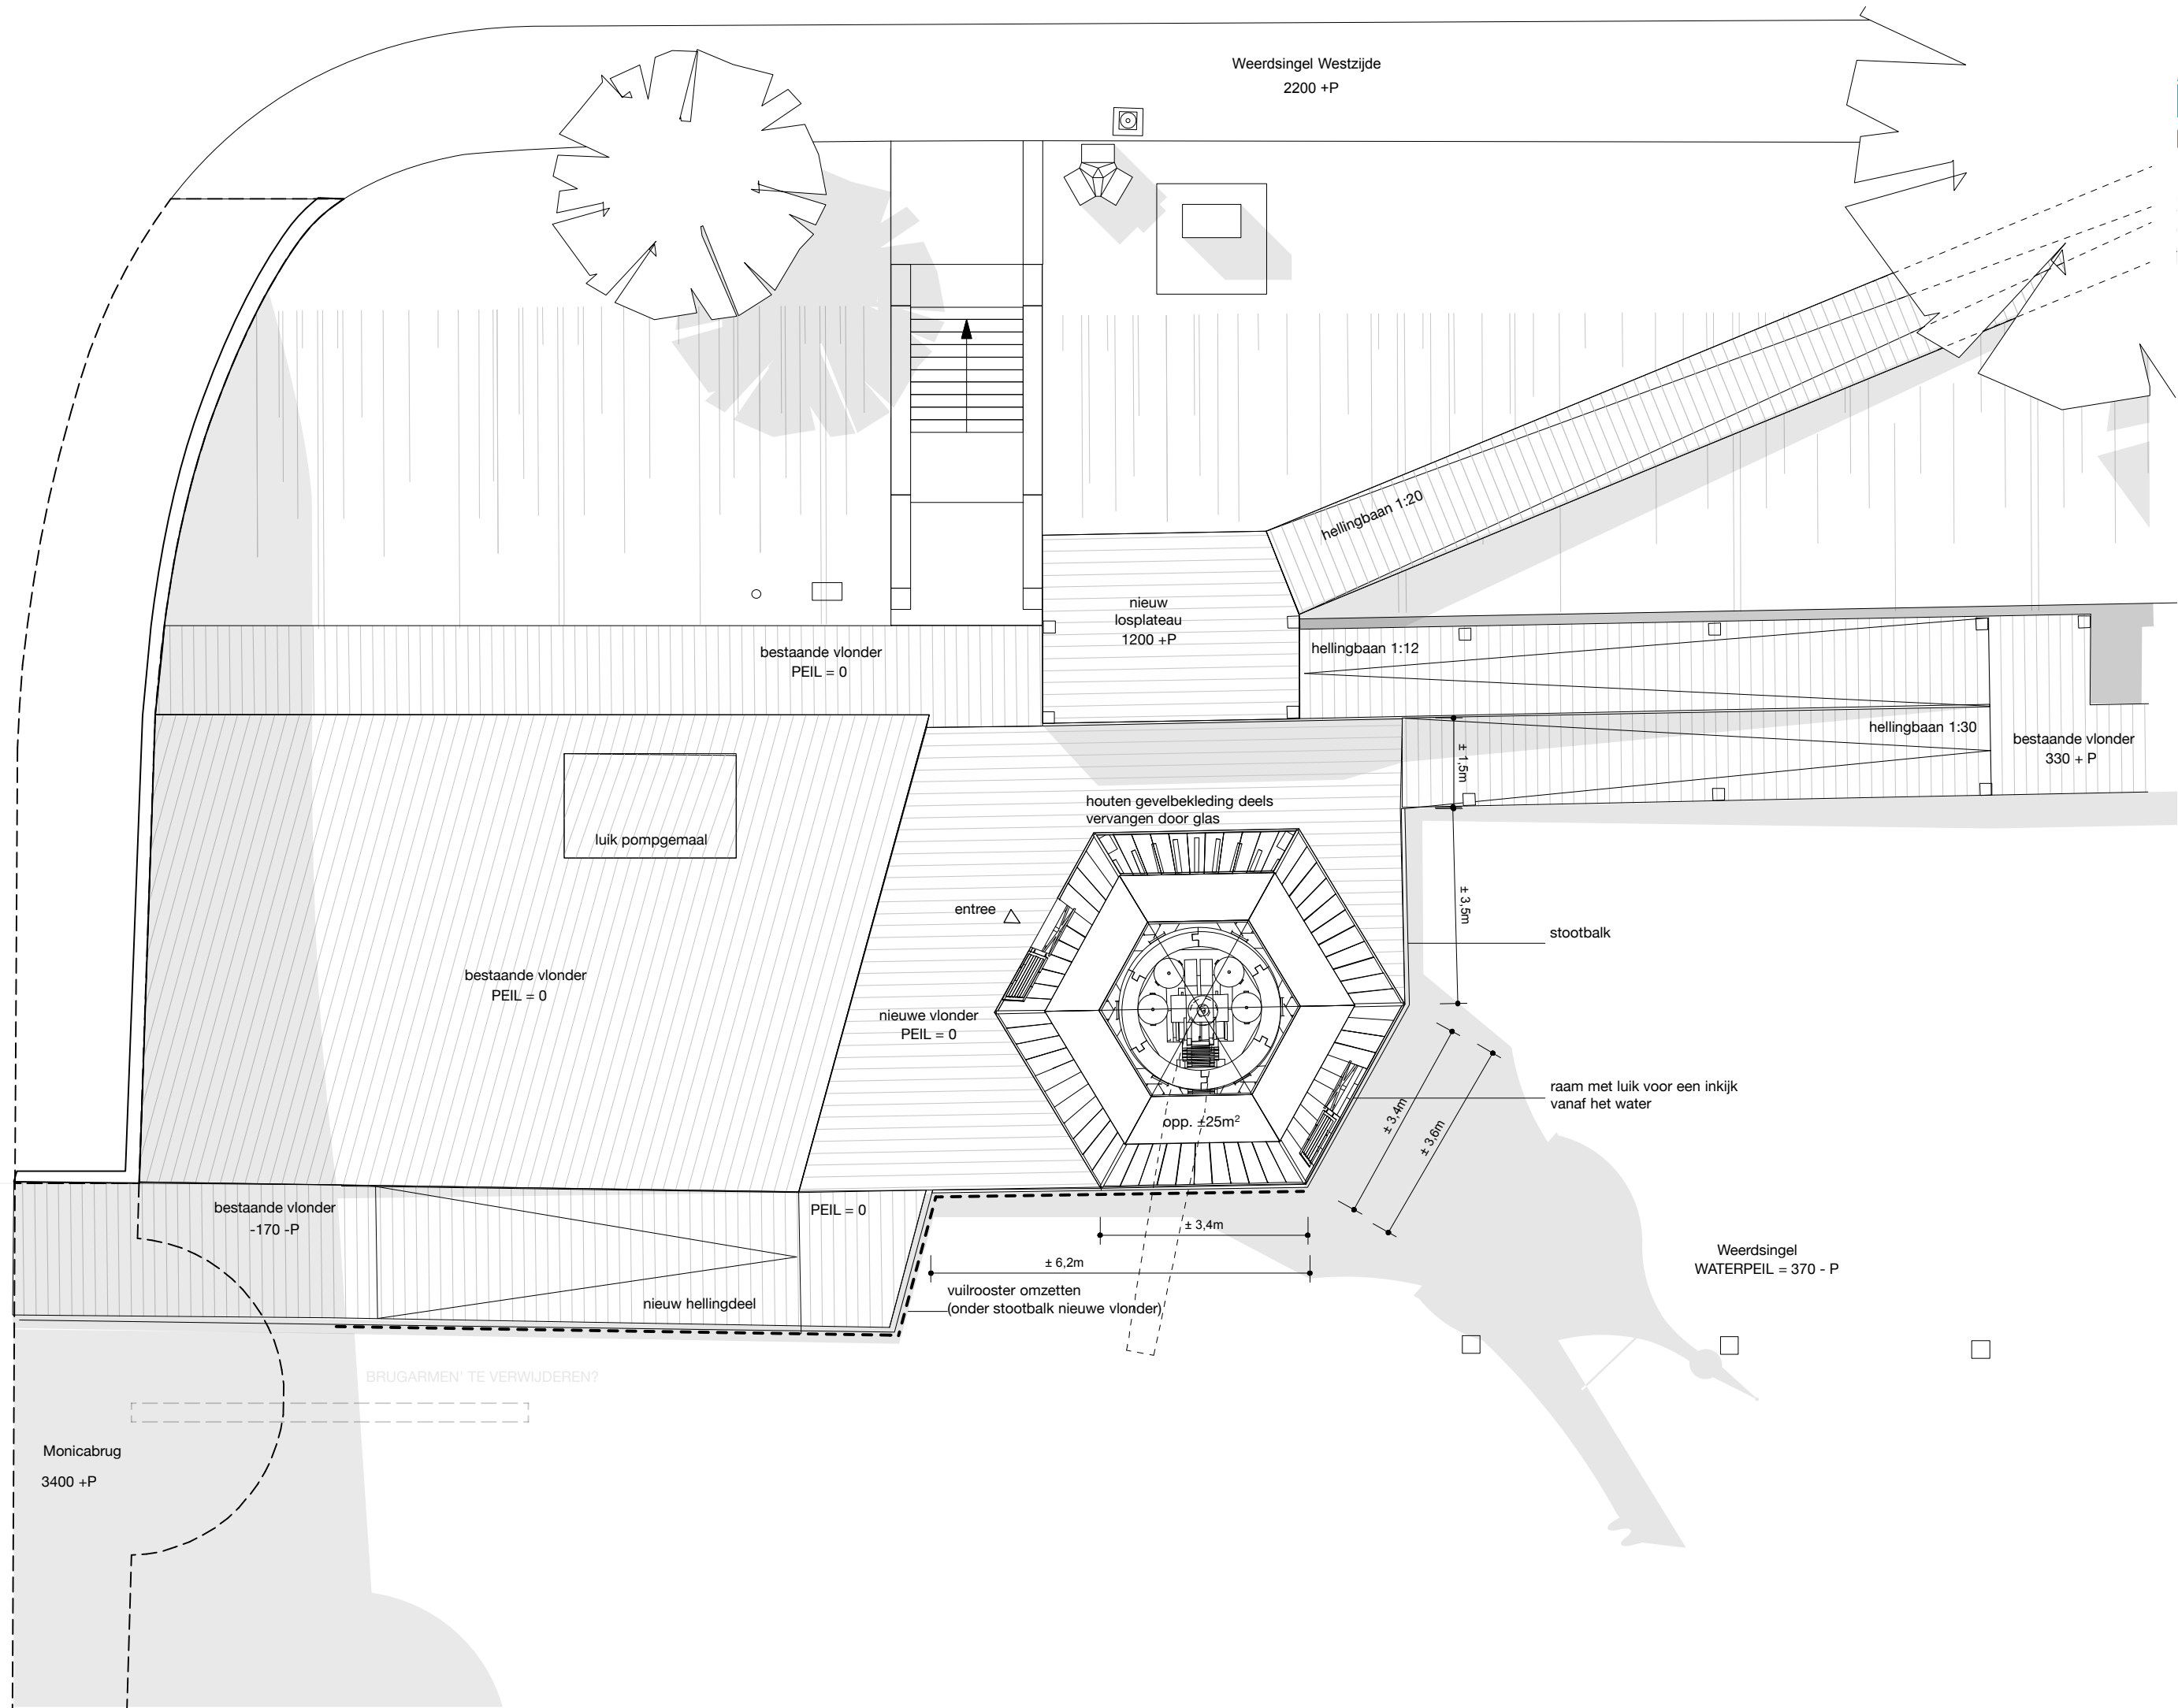 Weerdsingel Westzijde
2200 +P
hellingbaan 1:20
nieuw
losplateau
1200 +P
bestaande vlonder
PEIL = 0
hellingbaan 1:12
hellingbaan 1:30
bestaande vlonder
330 + P
± 1,5m
houten gevelbekleding deels
vervangen door glas
luik pompgemaal
entree
± 3,5m
stootbalk
bestaande vlonder
PEIL = 0
nieuwe vlonder
PEIL = 0
raam met luik voor een inkijk
vanaf het water
opp. ±25m²
± 3,4m
± 3,6m
bestaande vlonder
-170 -P
PEIL = 0
± 3,4m
± 6,2m
Weerdsingel
WATERPEIL = 370 - P
vuilrooster omzetten
(onder stootbalk nieuwe vlonder)
nieuw hellingdeel
BRUGARMEN' TE VERWIJDEREN?
Monicabrug
3400 +P